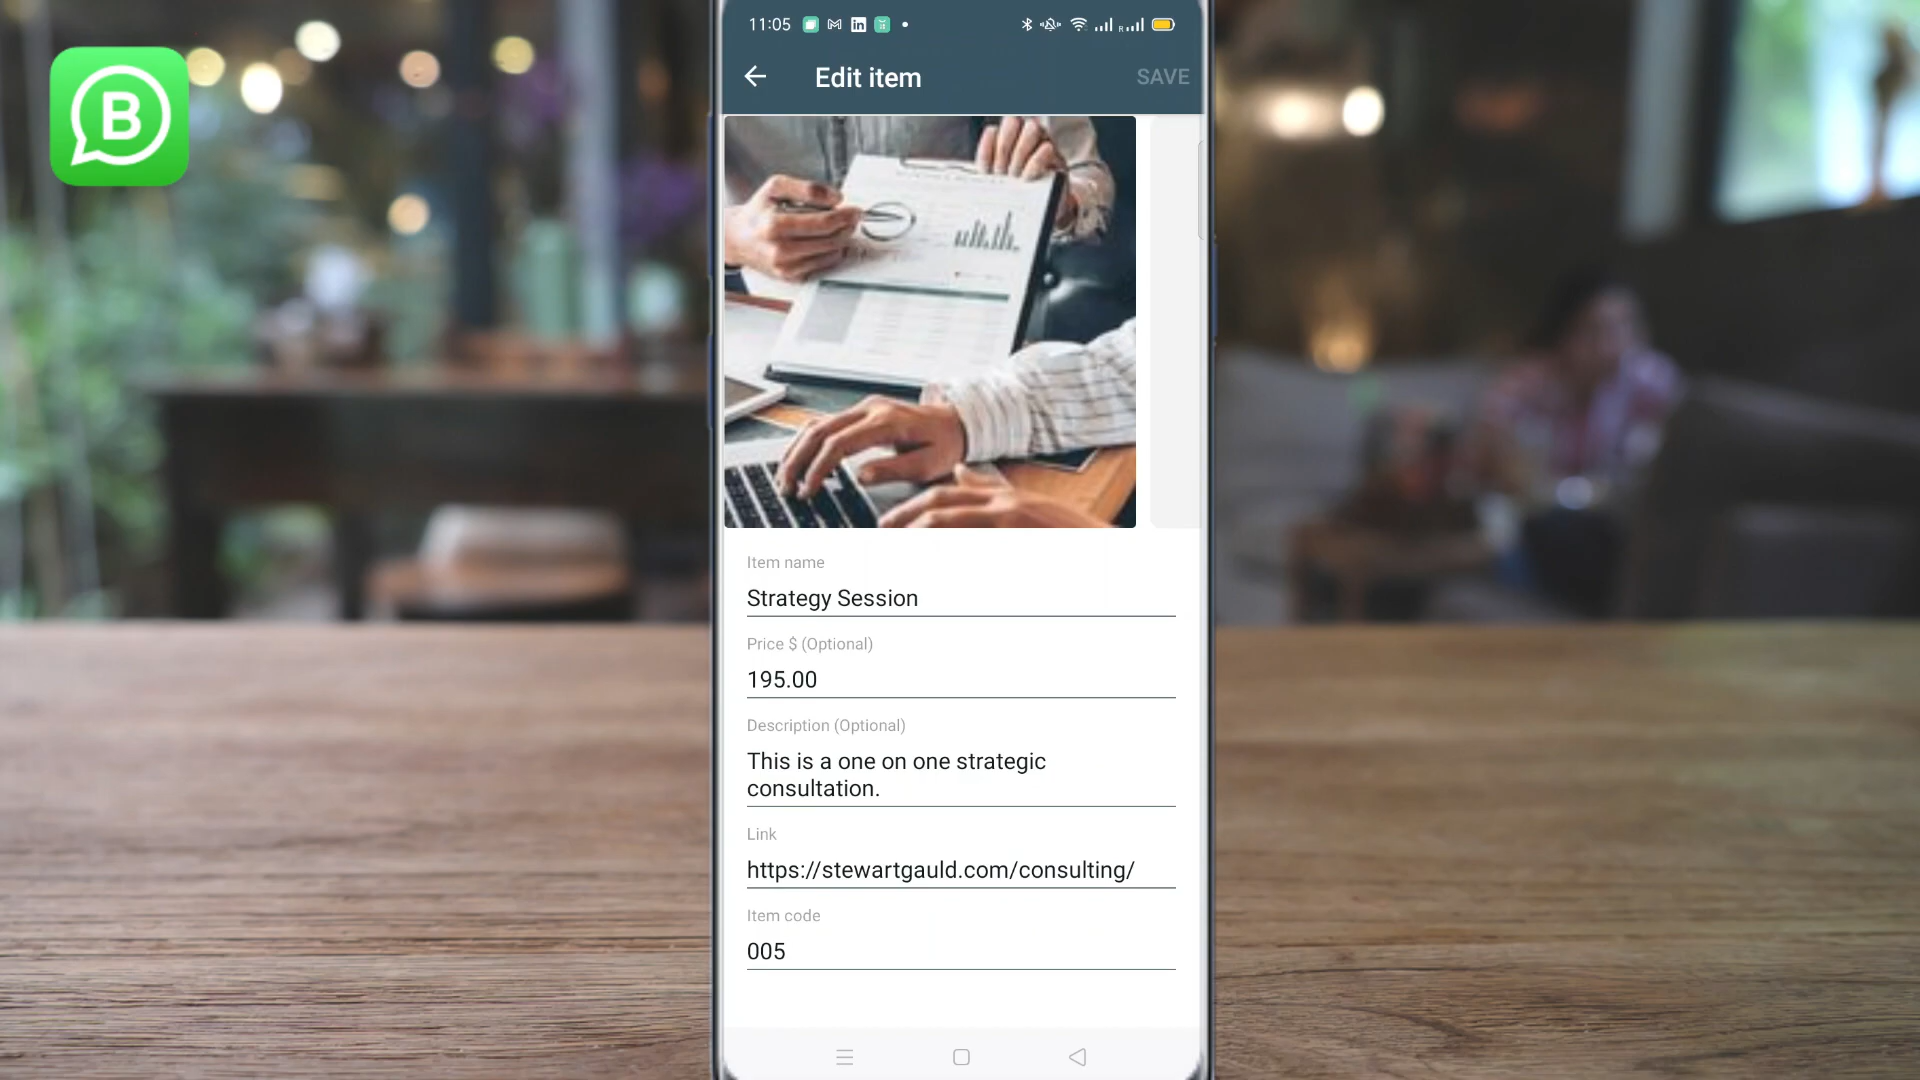 B
11:05
Edit item
SAVE
Item name
Strategy Session
Price $ (Optional)
195.00
Description (Optional)
This is a one on one strategic
consultation.
Link
https://stewartgauld.com/consulting/
Item code
005